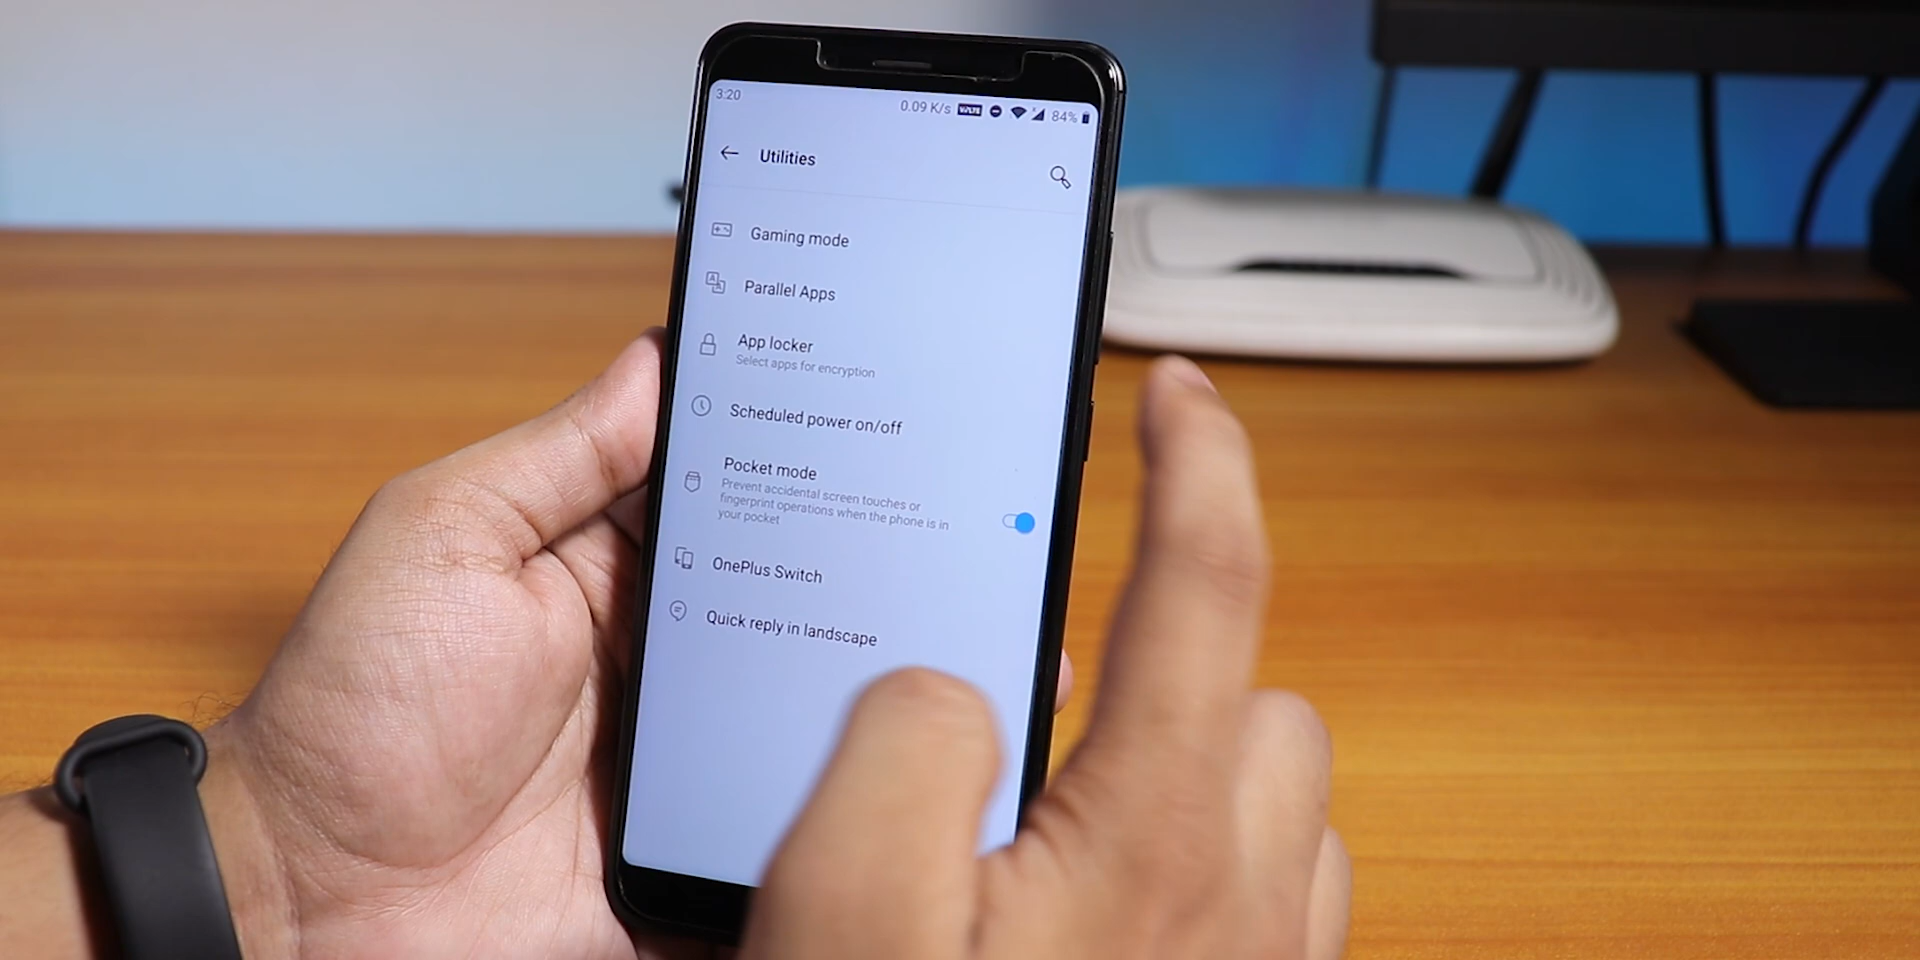 3:20
0.09 K/s VoLTE 84%
Utilities
Gaming mode
Parallel Apps
App locker
Select apps for encryption
Scheduled power on/off
Pocket mode
Prevent accidental screen touches or
fingerprint operations when the phone is in
your pocket
OnePlus Switch
Quick reply in landscape